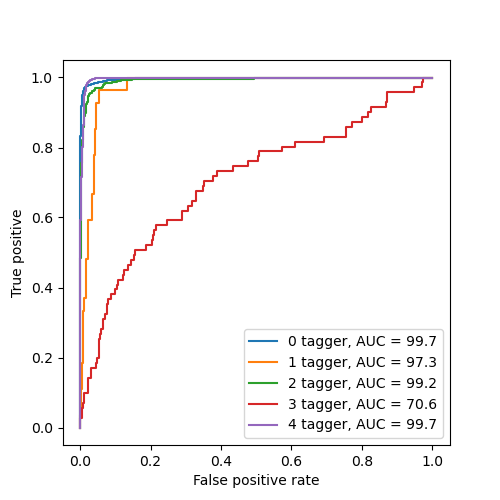 1.0
0.8
0.6
0.4
0.2
0.0
True positive
0 tagger, AUC = 99.7
1 tagger, AUC = 97.3
2 tagger, AUC = 99.2
3 tagger, AUC = 70.6
4 tagger, AUC = 99.7
0.0 0.2 0.4 0.6 0.8 1.0
False positive rate